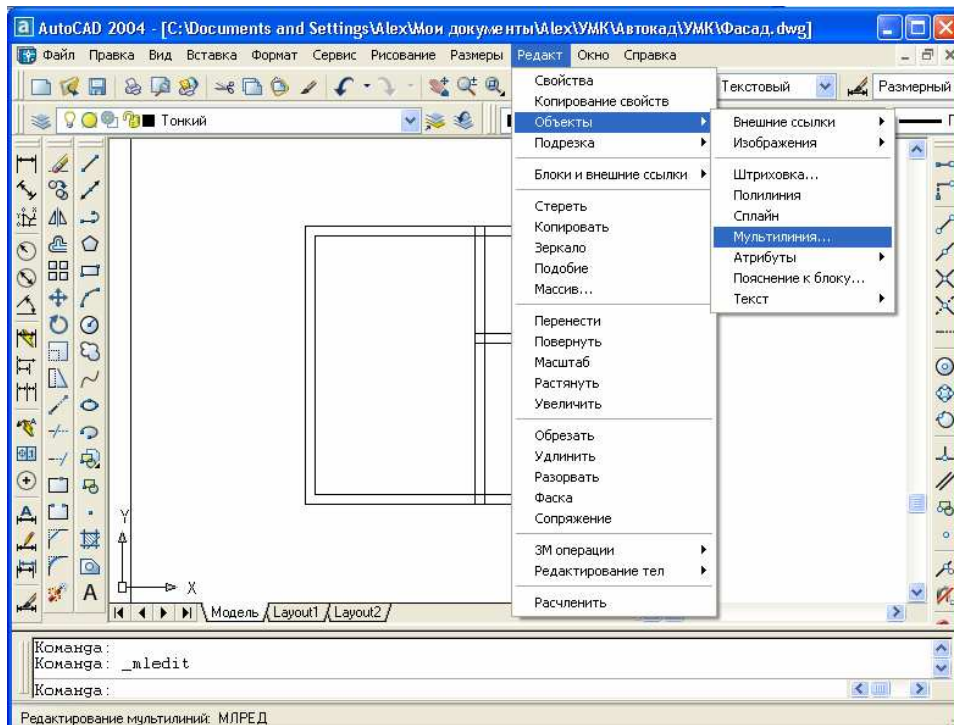 AutoCAD 2004 - [C:\Documents and Settings\Alex\Мои документы\Alex\УМК\Автокад\УМК\Фасад.dwg]
Файл Правка Вид Вставка Формат Сервис Рисование Размеры Редакт Окно Справка
Текстовый Размерный
Тонкий
Свойства
Копирование свойств
Объекты
Подрезка
Блоки и внешние ссылки
Стереть
Копировать
Зеркало
Подобие
Массив...
Перенести
Повернуть
Масштаб
Растянуть
Увеличить
Обрезать
Удлинить
Разорвать
Фаска
Сопряжение
3М операции
Редактирование тел
Расчленить
Внешние ссылки
Изображения
Штриховка...
Полилиния
Сплайн
Мультилиния...
Атрибуты
Пояснение к блоку...
Текст
Y
X
A
Модель Layout1 Layout2
Команда:
Команда: _mledit
Команда:
Редактирование мультилиний: МЛРЕД